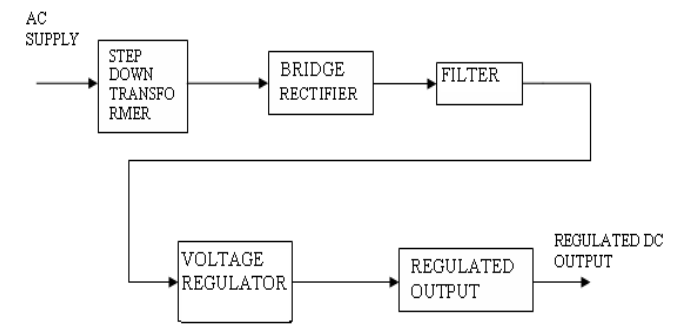 AC
SUPPLY
STEP
DOWN
TRANSFO
RMER
BRIDGE
RECTIFIER
FILTER
VOLTAGE
REGULATOR
REGULATED
OUTPUT
REGULATED DC
OUTPUT